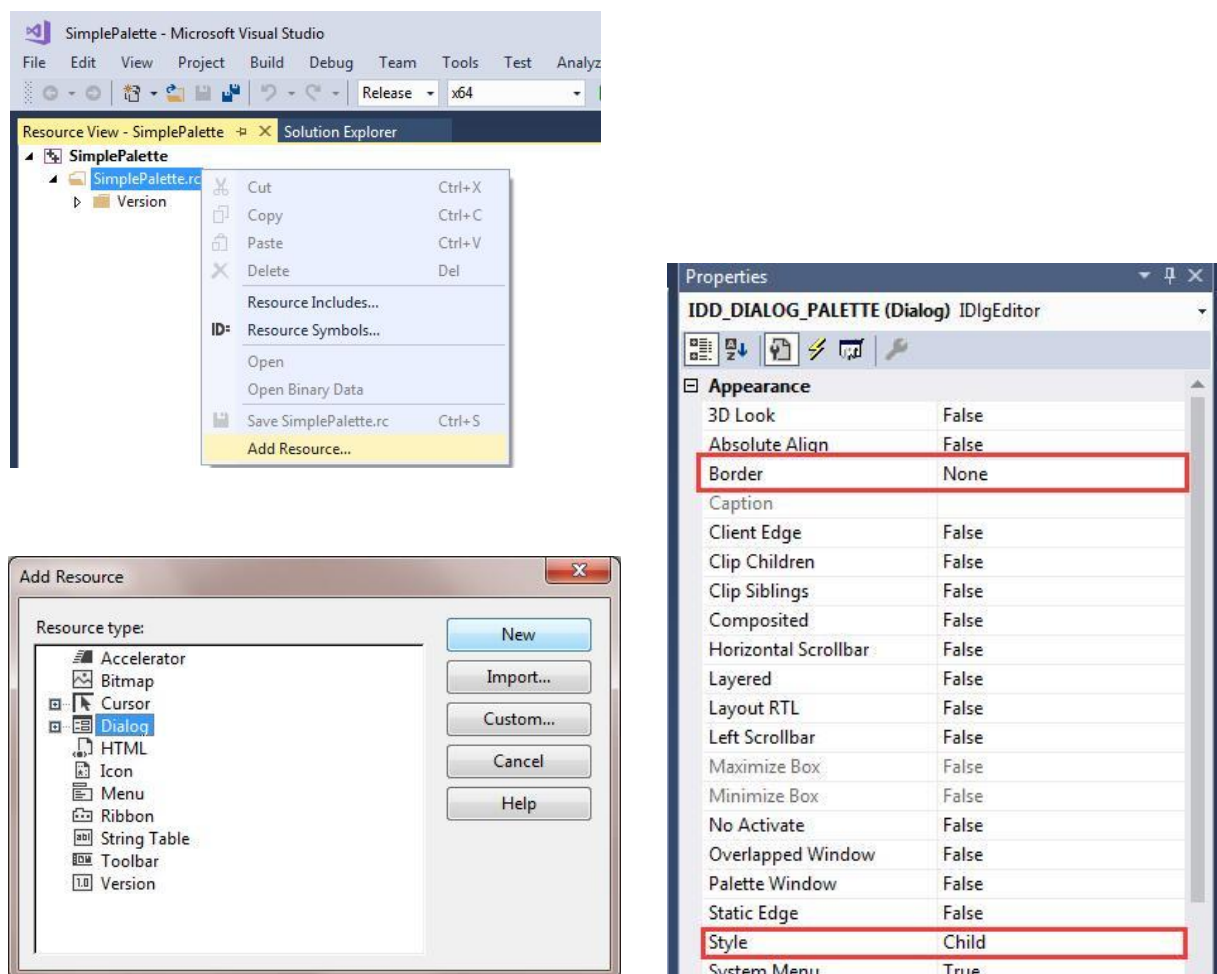 SimplePalette - Microsoft Visual Studio
File Edit View Project Build Debug Team Tools Test Analyz
Release x64
Resource View - SimplePalette Solution Explorer
SimplePalette
SimplePalette.rc
Version
Cut Ctrl+X
Copy Ctrl+C
Paste Ctrl+V
Delete Del
Resource Includes...
ID= Resource Symbols...
Open
Open Binary Data
Save SimplePalette.rc Ctrl+S
Add Resource...
Add Resource
Resource type:
Accelerator
Bitmap
Cursor
Dialog
HTML
Icon
Menu
Ribbon
String Table
Toolbar
Version
New
Import...
Custom...
Cancel
Help
Properties
IDD_DIALOG_PALETTE (Dialog) IDlgEditor
Appearance
3D Look False
Absolute Align False
Border None
Caption
Client Edge False
Clip Children False
Clip Siblings False
Composited False
Horizontal Scrollbar False
Layered False
Layout RTL False
Left Scrollbar False
Maximize Box False
Minimize Box False
No Activate False
Overlapped Window False
Palette Window False
Static Edge False
Style Child
System Menu True